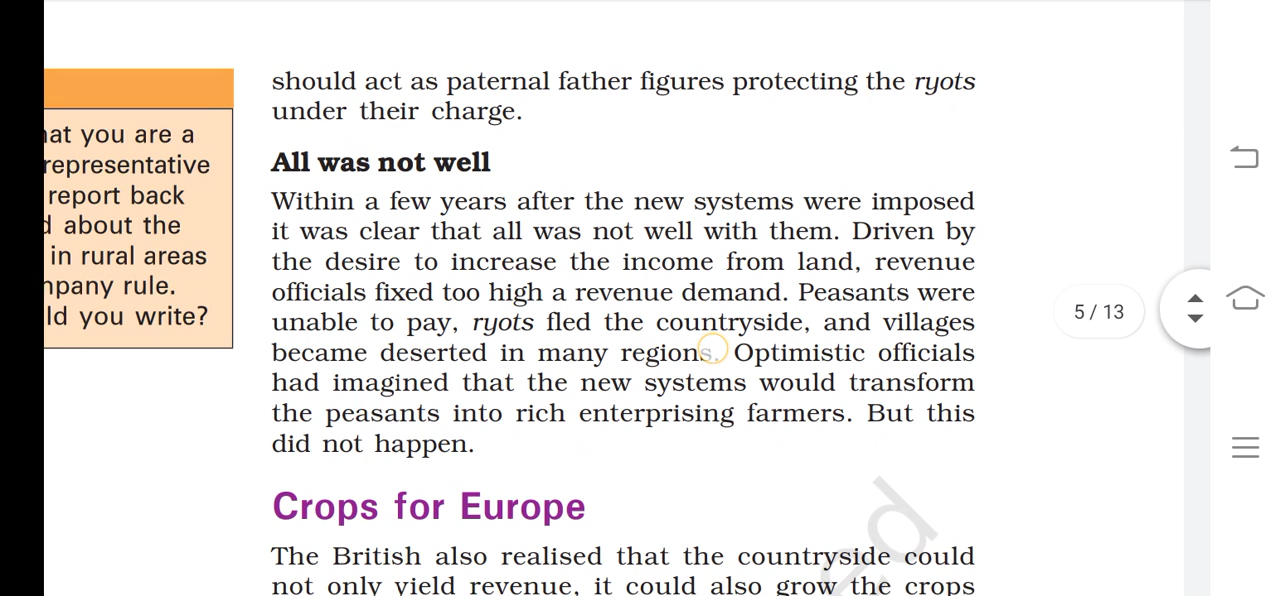 should act as paternal father figures protecting the ryots
under their charge.
at you are a
representative
report back
about the
in rural areas
mpany rule.
ld you write?
All was not well
Within a few years after the new systems were imposed
it was clear that all was not well with them. Driven by
the desire to increase the income from land, revenue
officials fixed too high a revenue demand. Peasants were
unable to pay, ryots fled the countryside, and villages
became deserted in many regions. Optimistic officials
had imagined that the new systems would transform
the peasants into rich enterprising farmers. But this
did not happen.
5 / 13
Crops for Europe
The British also realised that the countryside could
not only yield revenue, it could also grow the crops